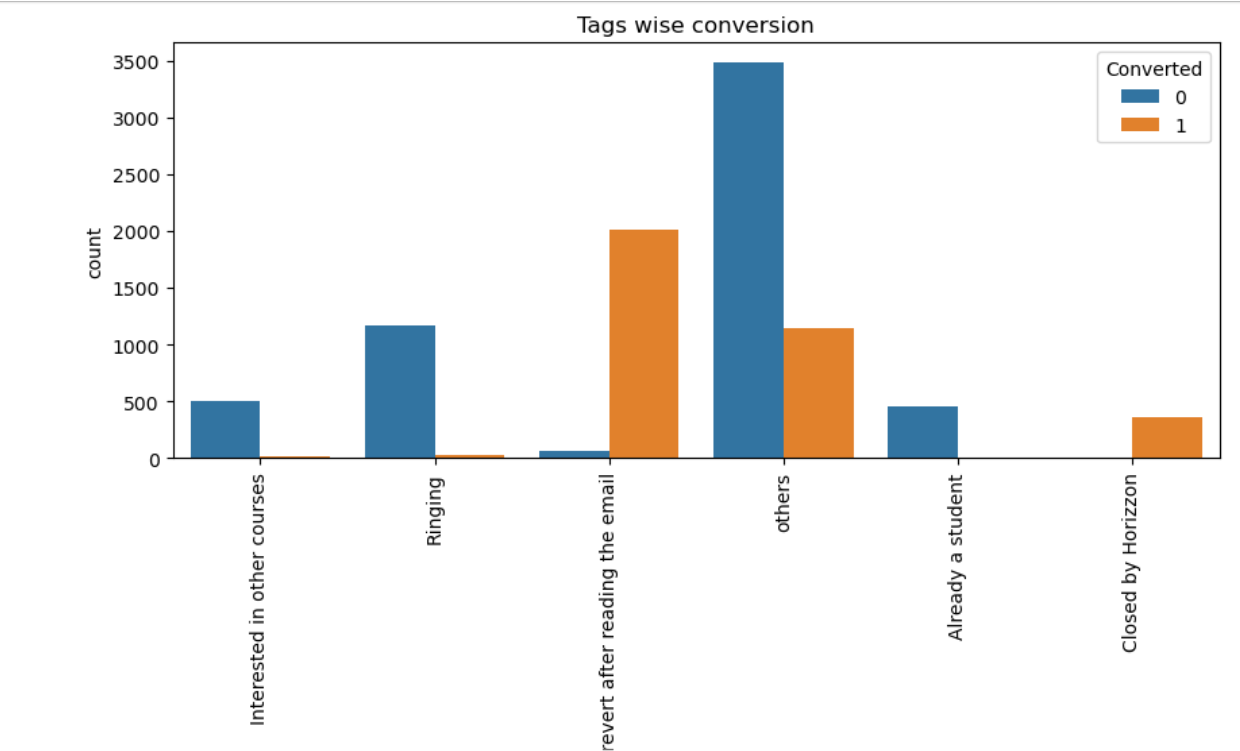 Tags wise conversion
Converted
0
1
3500
3000
2500
2000
1500
1000
500
0
count
Interested in other courses
Ringing
revert after reading the email
others
Already a student
Closed by Horizzon